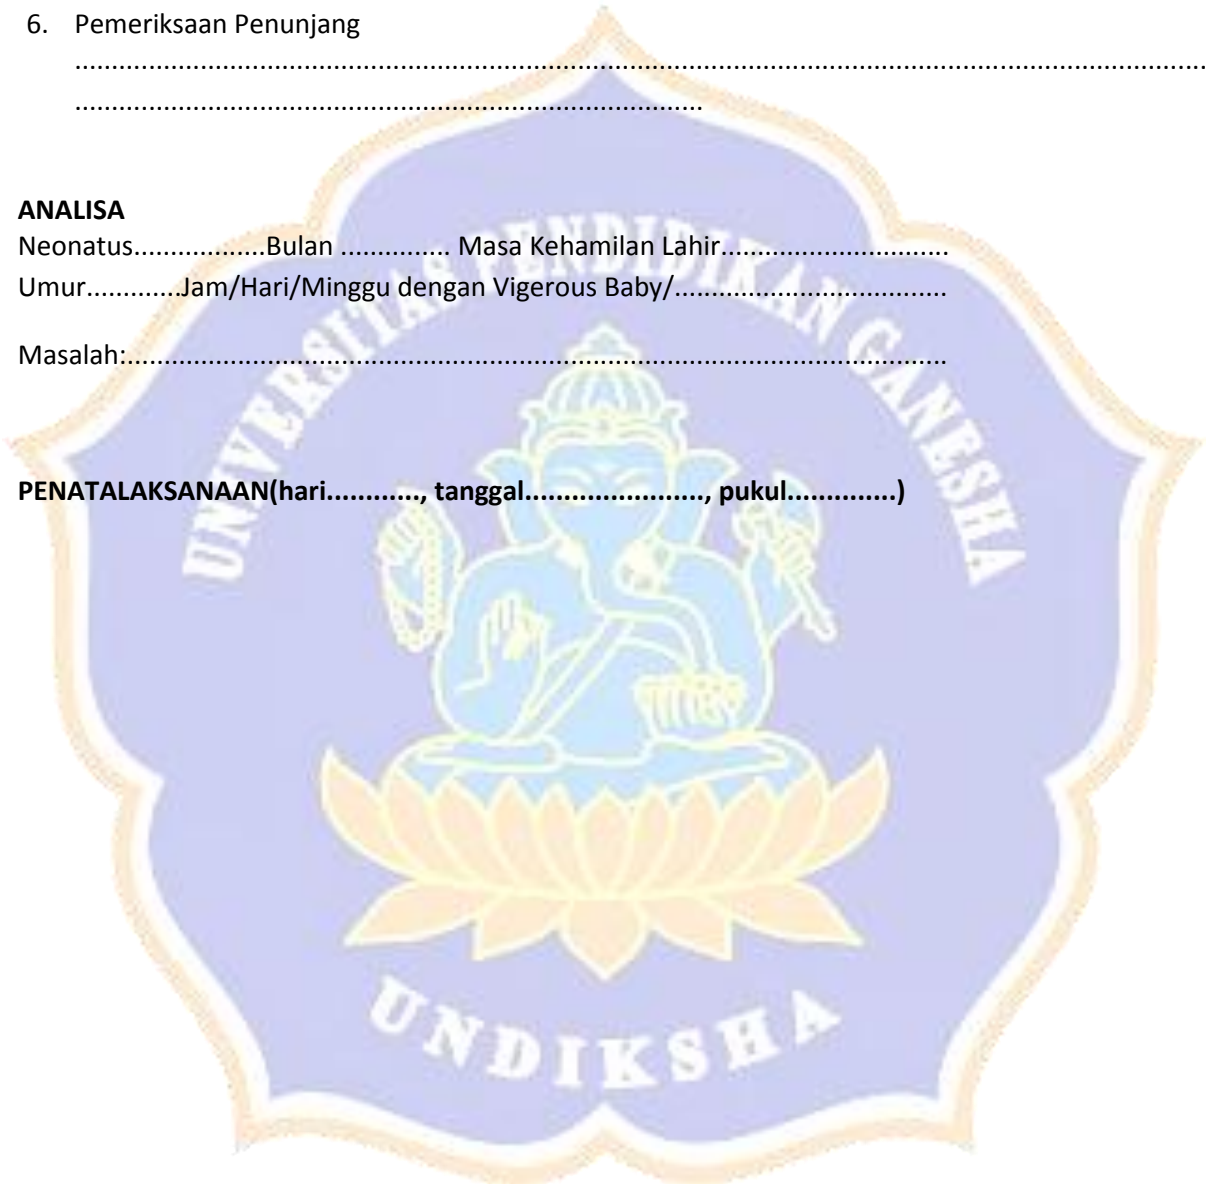 6. Pemeriksaan Penunjang
................................................................................................................................................................
.....................................................................................
ANALISA
Neonatus..................Bulan ............... Masa Kehamilan Lahir...............................
Umur.............Jam/Hari/Minggu dengan Vigerous Baby/.....................................
Masalah:...............................................................................................................
PENATALAKSANAAN(hari............, tanggal......................., pukul..............)
UNIVERSITAS PENDIDIKAN GANESHA
UNDIKSHA